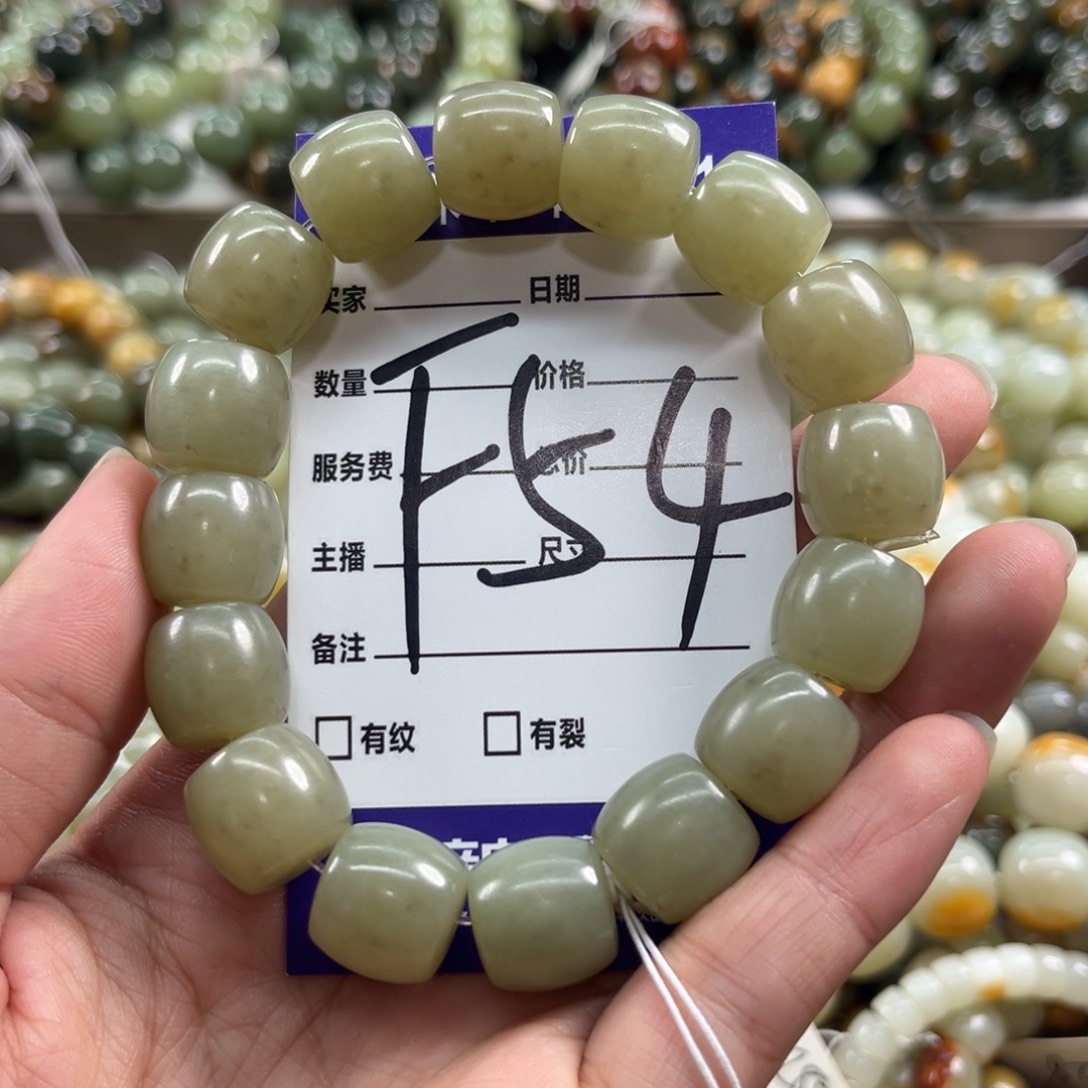 买家 日期
数量 价格
服务费 总价
主播 尺寸
备注
FS4
有纹 有裂